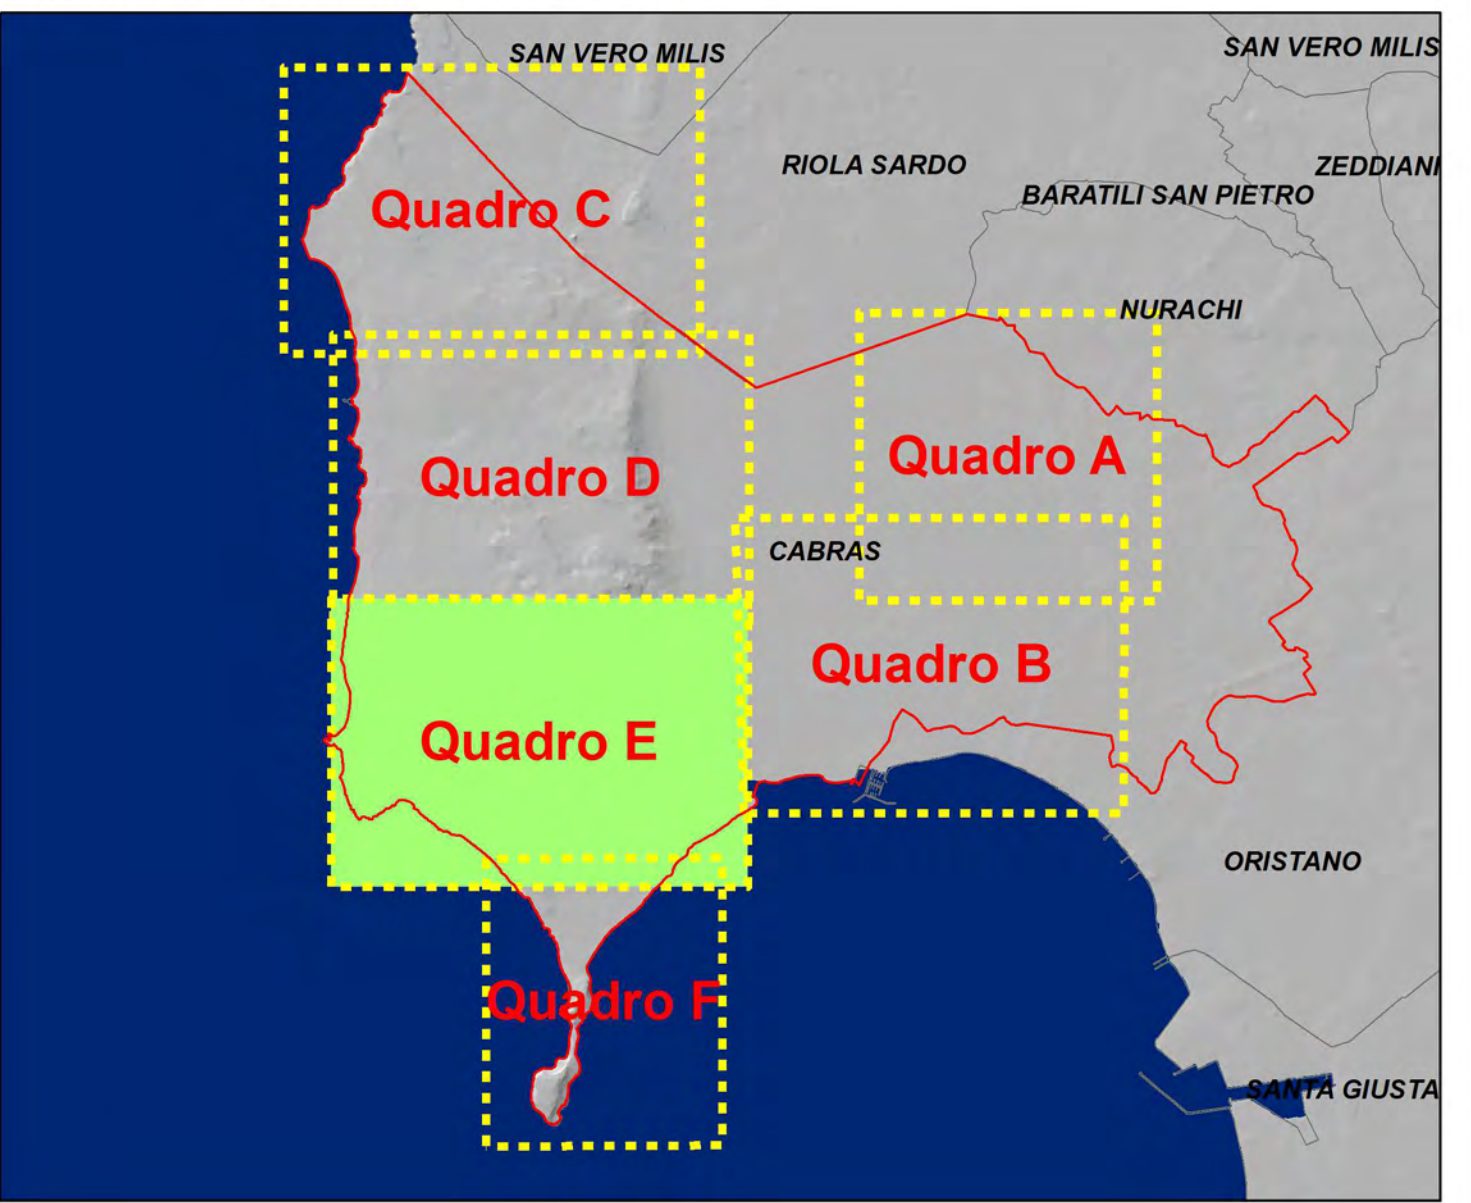 SAN VERO MILIS
SAN VERO MILIS
RIOLA SARDO
ZEDDIANI
BARATILI SAN PIETRO
Quadro C
NURACHI
Quadro A
Quadro D
CABRAS
Quadro B
Quadro E
ORISTANO
Quadro F
SANTA GIUSTA